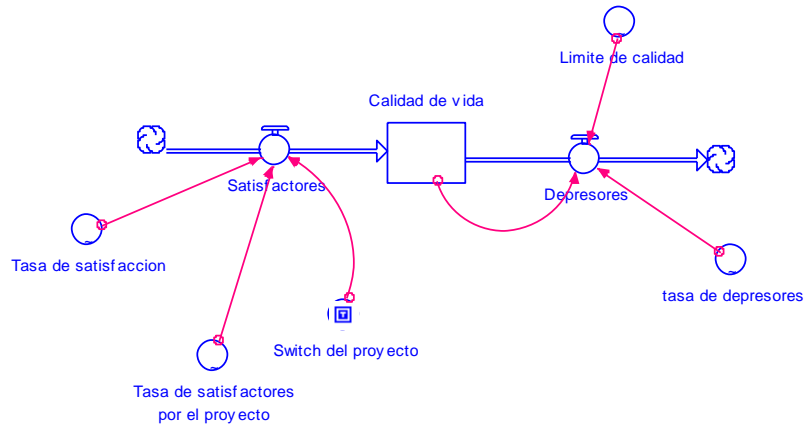 Limite de calidad
Calidad de vida
Satisfactores
Depresores
Tasa de satisfaccion
tasa de depresores
T
Switch del proyecto
Tasa de satisfactores
por el proyecto